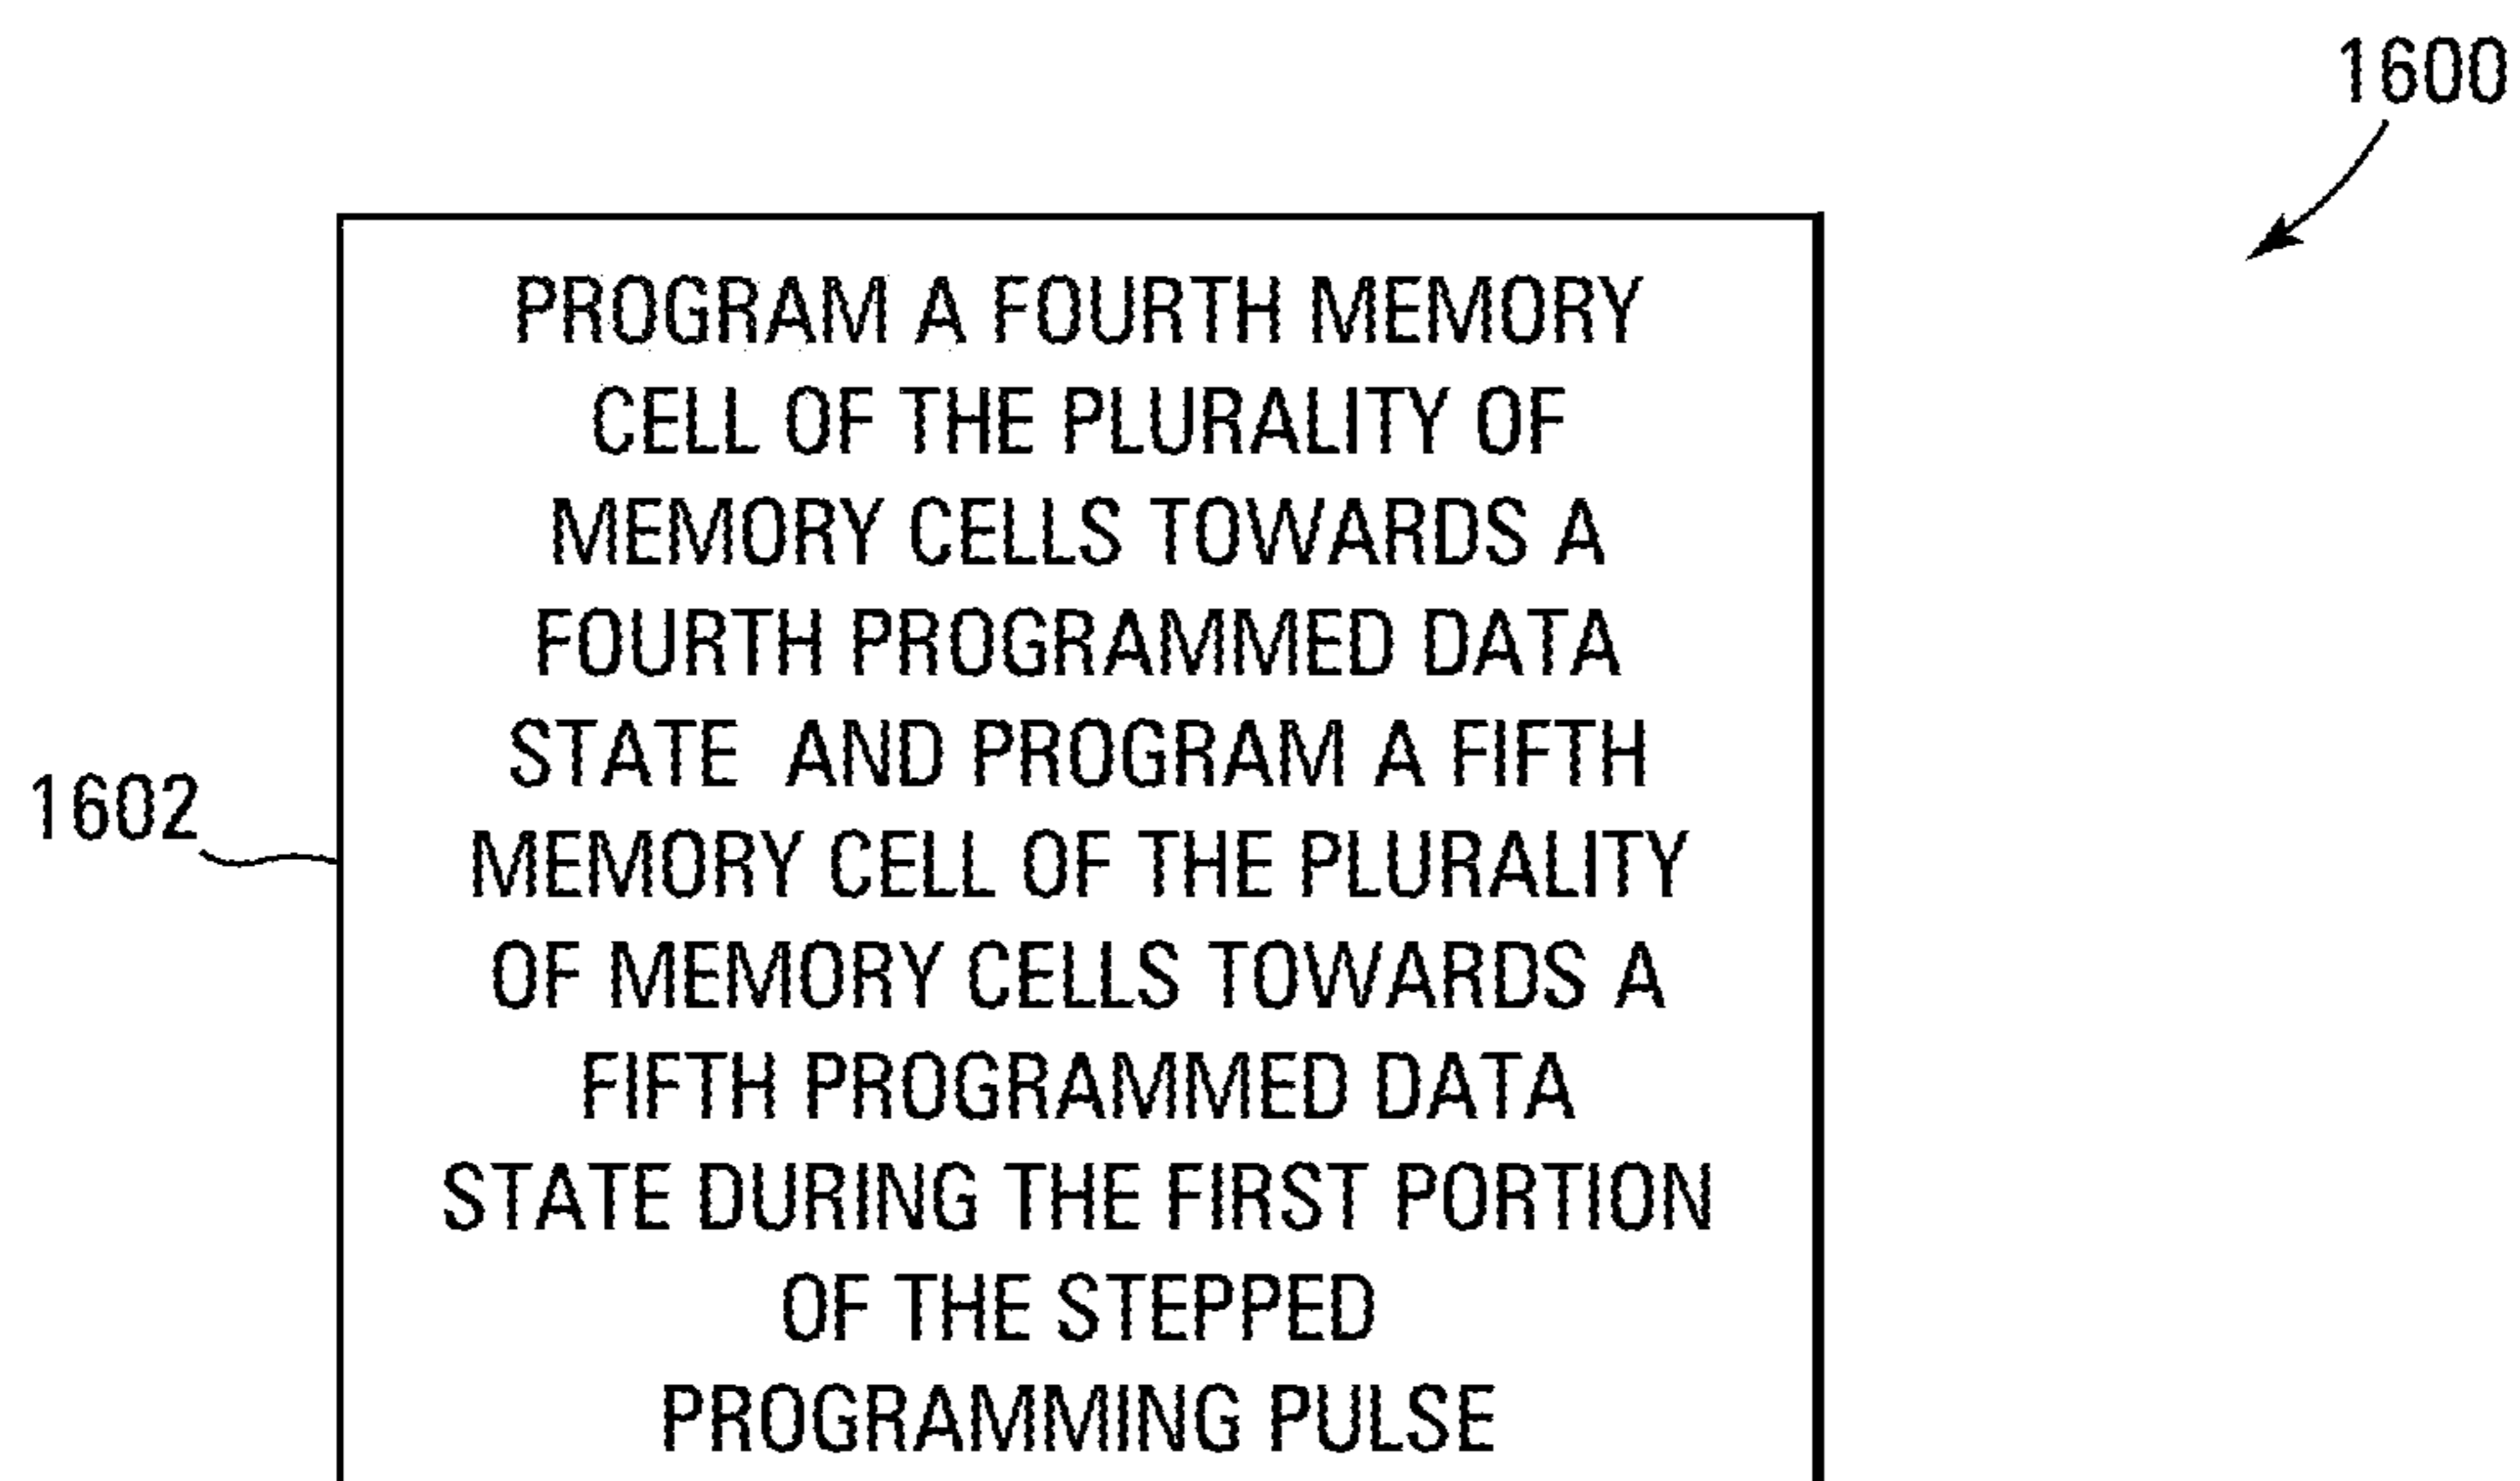 1600
PROGRAM A FOURTH MEMORY
CELL OF THE PLURALITY OF
MEMORY CELLS TOWARDS A
FOURTH PROGRAMMED DATA
STATE AND PROGRAM A FIFTH
1602
MEMORY CELL OF THE PLURALITY
OF MEMORY CELLS TOWARDS A
FIFTH PROGRAMMED DATA
STATE DURING THE FIRST PORTION
OF THE STEPPED
PROGRAMMING PULSE